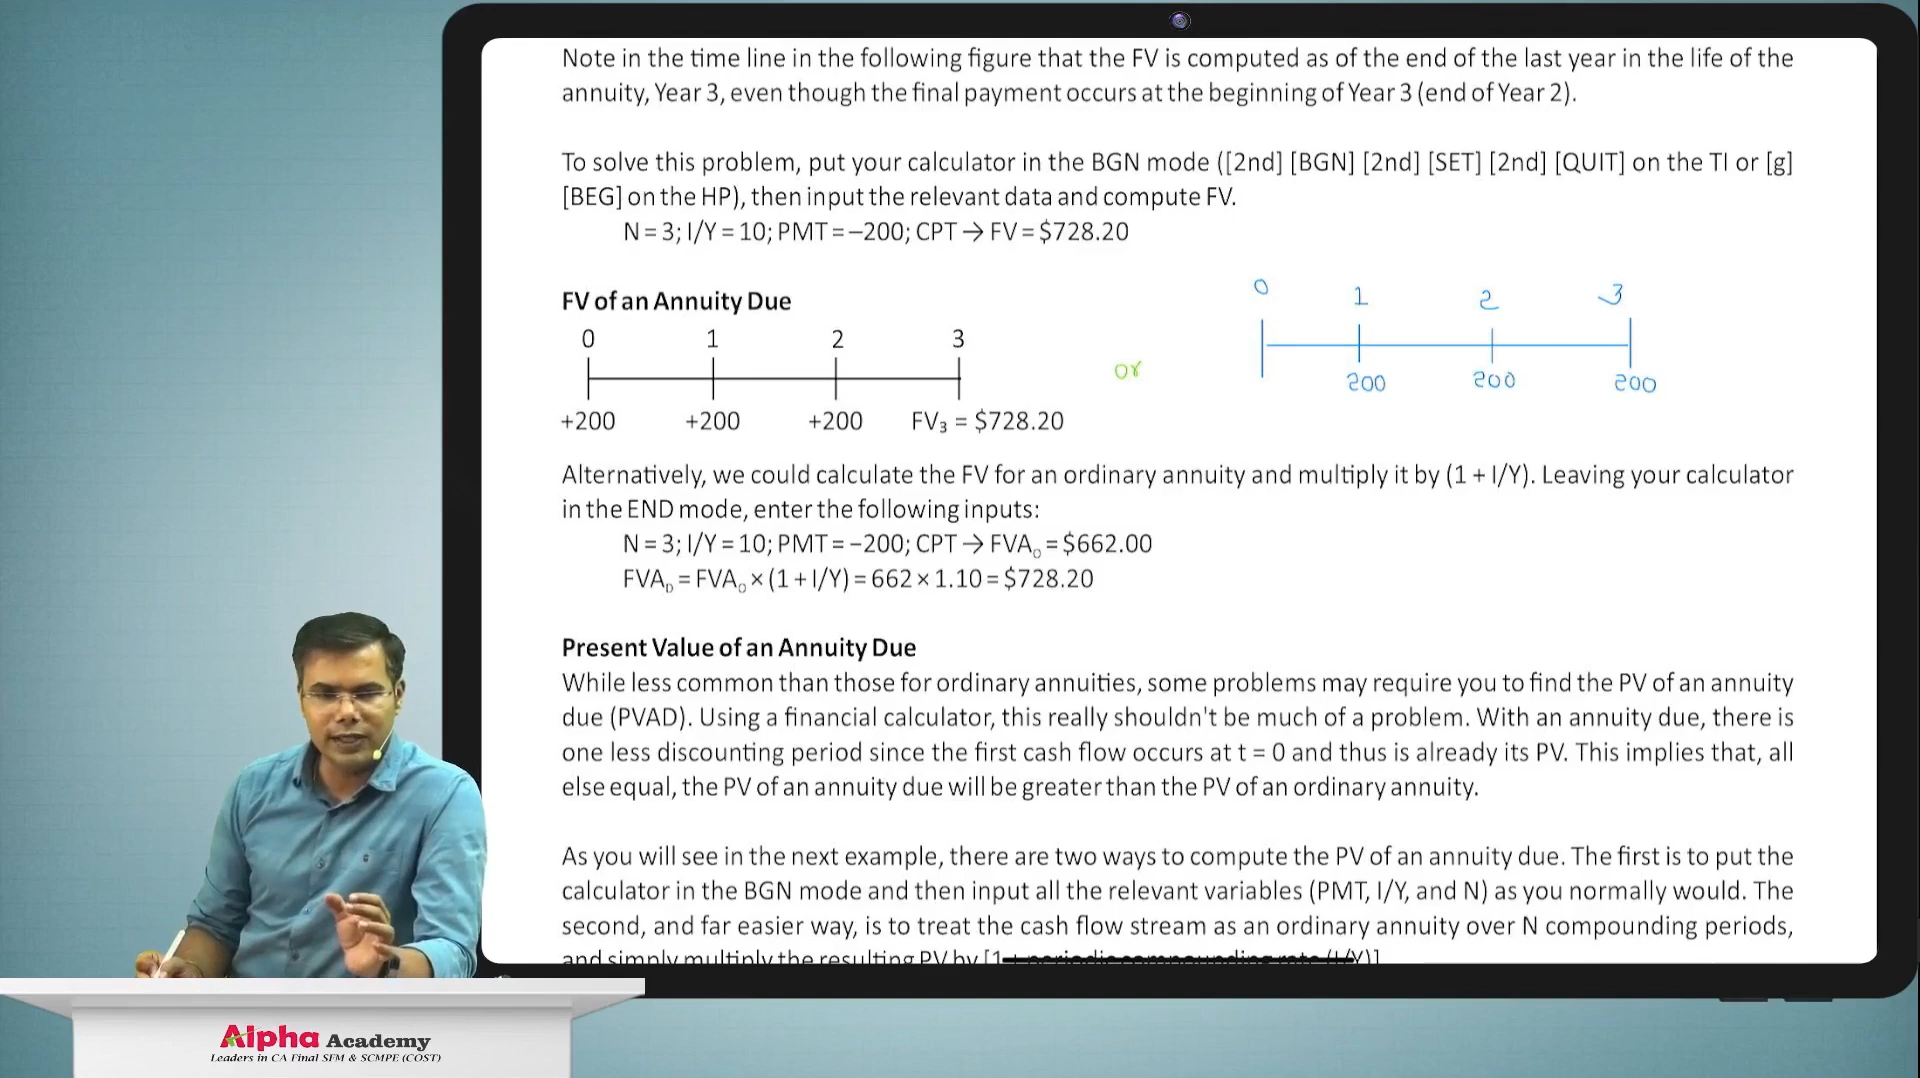 Note in the time line in the following figure that the FV is computed as of the end of the last year in the life of the
annuity, Year 3, even though the final payment occurs at the beginning of Year 3 (end of Year 2).
To solve this problem, put your calculator in the BGN mode ([2nd] [BGN] [2nd] [SET] [2nd] [QUIT] on the TI or [g]
[BEG] on the HP), then input the relevant data and compute FV.
N = 3; I/Y = 10; PMT = –200; CPT → FV = $728.20
FV of an Annuity Due
0 1 2 3
+200 +200 +200 FV₃ = $728.20
or
0 1 2 3
200 200 200
Alternatively, we could calculate the FV for an ordinary annuity and multiply it by (1 + I/Y). Leaving your calculator
in the END mode, enter the following inputs:
N = 3; I/Y = 10; PMT = –200; CPT → FVAₒ = $662.00
FVA_D = FVAₒ × (1 + I/Y) = 662 × 1.10 = $728.20
Present Value of an Annuity Due
While less common than those for ordinary annuities, some problems may require you to find the PV of an annuity
due (PVAD). Using a financial calculator, this really shouldn't be much of a problem. With an annuity due, there is
one less discounting period since the first cash flow occurs at t = 0 and thus is already its PV. This implies that, all
else equal, the PV of an annuity due will be greater than the PV of an ordinary annuity.
As you will see in the next example, there are two ways to compute the PV of an annuity due. The first is to put the
calculator in the BGN mode and then input all the relevant variables (PMT, I/Y, and N) as you normally would. The
second, and far easier way, is to treat the cash flow stream as an ordinary annuity over N compounding periods,
and simply multiply the resulting PV by [1 + periodic compounding rate (I/Y)]
Alpha Academy
Leaders in CA Final SFM & SCMPE (COST)